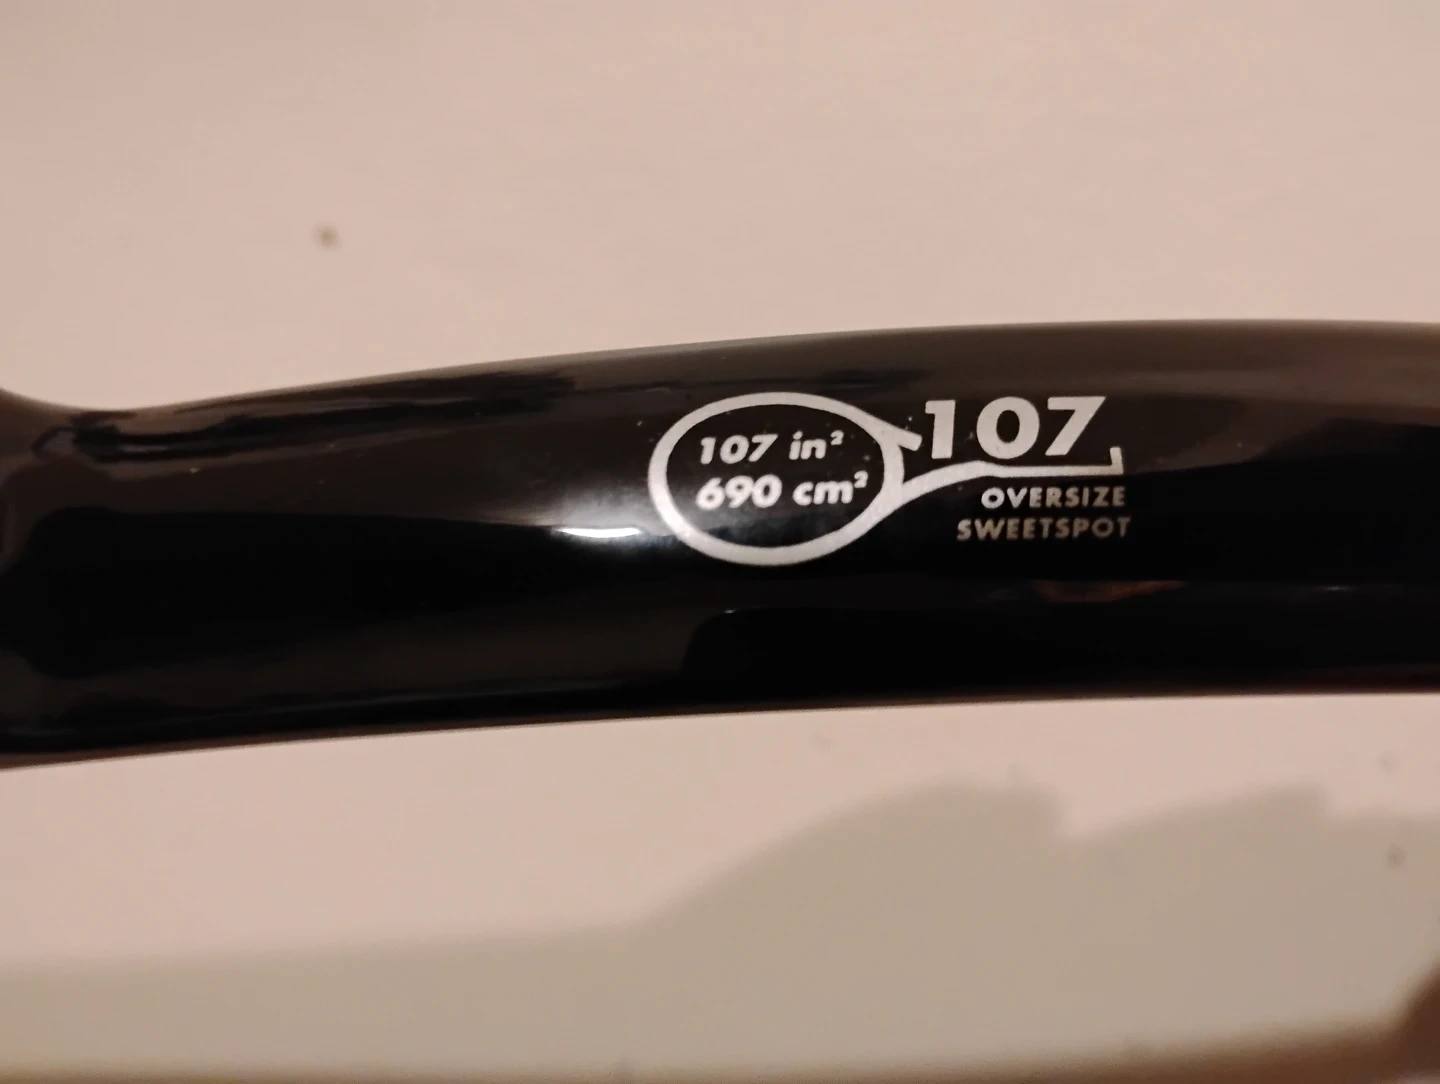 107 in²
690 cm²
107
OVERSIZE
SWEETSPOT